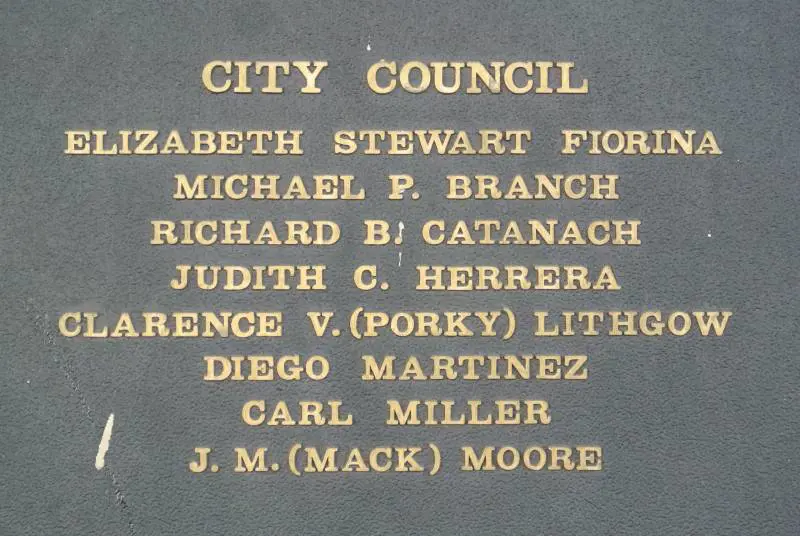 CITY COUNCIL
ELIZABETH STEWART FIORINA
MICHAEL P. BRANCH
RICHARD B. CATANACH
JUDITH C. HERRERA
CLARENCE V. (PORKY) LITHGOW
DIEGO MARTINEZ
CARL MILLER
J. M. (MACK) MOORE